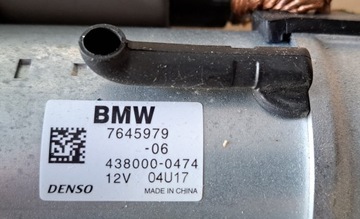 BMW
7645979
-06
438000-0474
12V 04U17
DENSO MADE IN CHINA